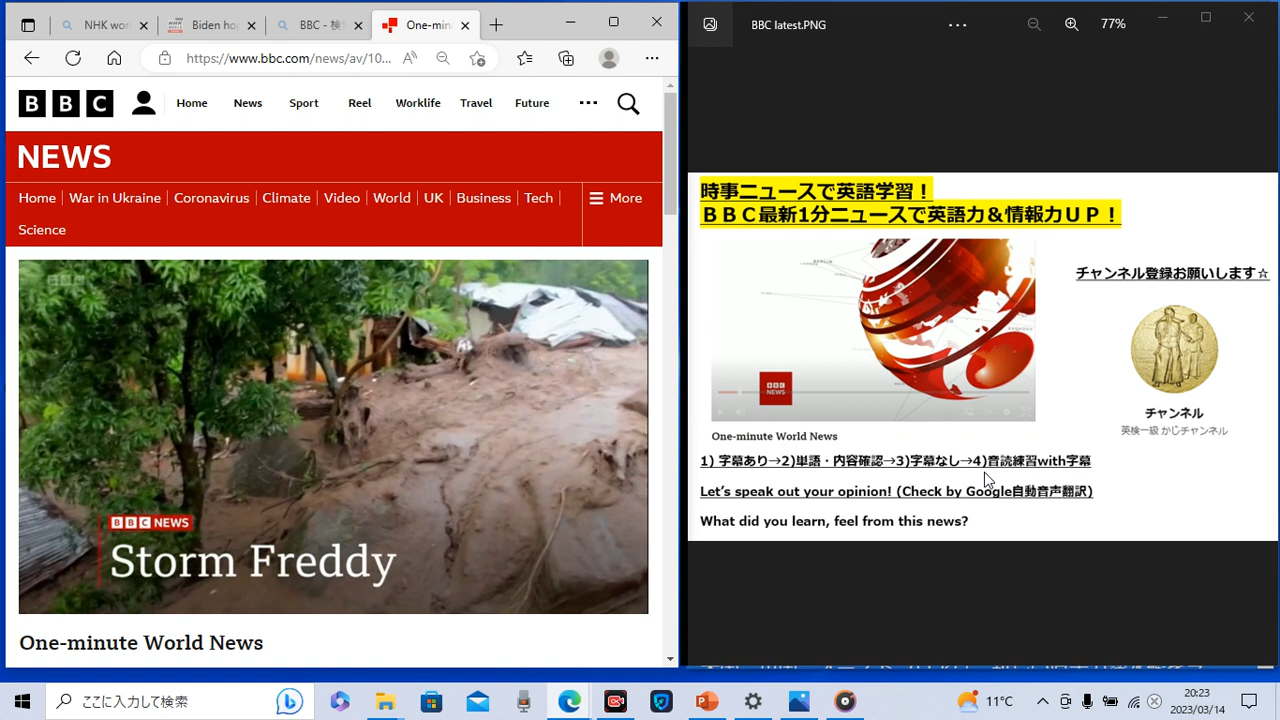 NHK wor
Biden ho
BBC - 検
One-min
https://www.bbc.com/news/av/10...
BBC
Home News Sport Reel Worklife Travel Future
NEWS
Home War in Ukraine Coronavirus Climate Video World UK Business Tech
More
Science
BBC NEWS
Storm Freddy
One-minute World News
BBC latest.PNG
77%
時事ニュースで英語学習！
ＢＢＣ最新1分ニュースで英語力＆情報力ＵＰ！
BBC
NEWS
One-minute World News
チャンネル登録お願いします☆
チャンネル
英検一級 かじチャンネル
1) 字幕あり→2)単語・内容確認→3)字幕なし→4)音読練習with字幕
Let's speak out your opinion! (Check by Google自動音声翻訳)
What did you learn, feel from this news?
ここに入力して検索
11°C
20:23
2023/03/14